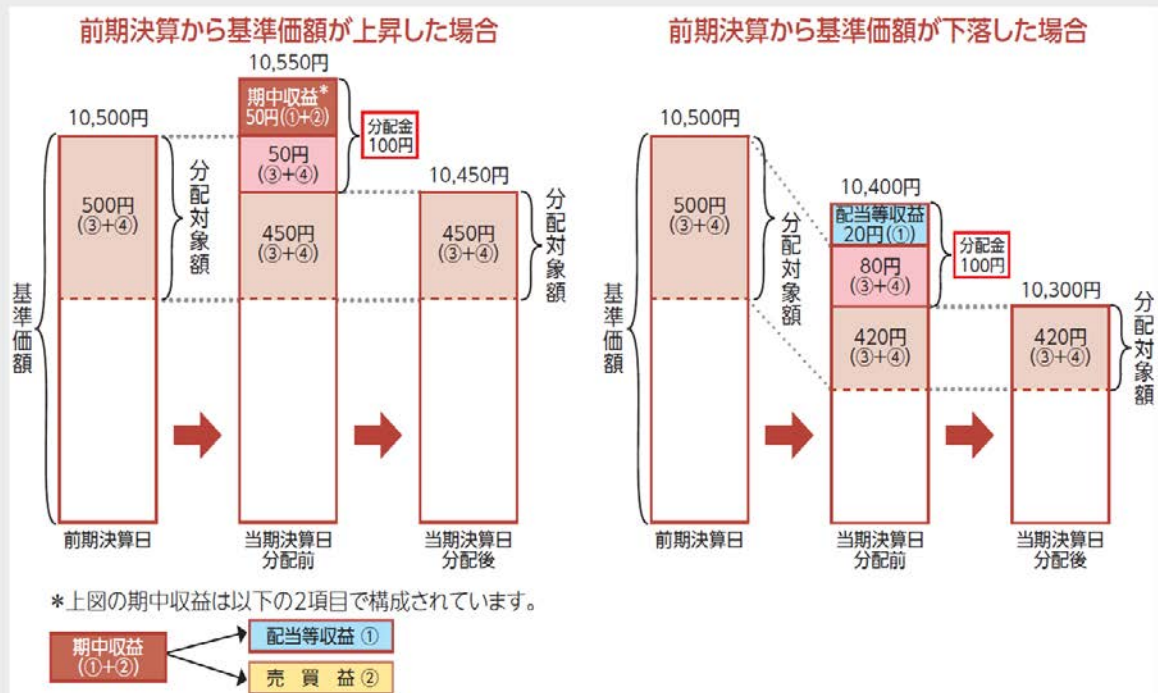 前期決算から基準価額が上昇した場合
10,500円
500円
(③+④)
分配対象額
基準価額
前期決算日
10,550円
期中収益*
50円(①+②)
50円
(③+④)
450円
(③+④)
分配金
100円
当期決算日
分配前
10,450円
450円
(③+④)
分配対象額
当期決算日
分配後
前期決算から基準価額が下落した場合
10,500円
500円
(③+④)
分配対象額
基準価額
前期決算日
10,400円
配当等収益
20円(①)
80円
(③+④)
420円
(③+④)
分配金
100円
当期決算日
分配前
10,300円
420円
(③+④)
分配対象額
当期決算日
分配後
*上図の期中収益は以下の2項目で構成されています。
期中収益
(①+②)
配当等収益 ①
売 買 益 ②